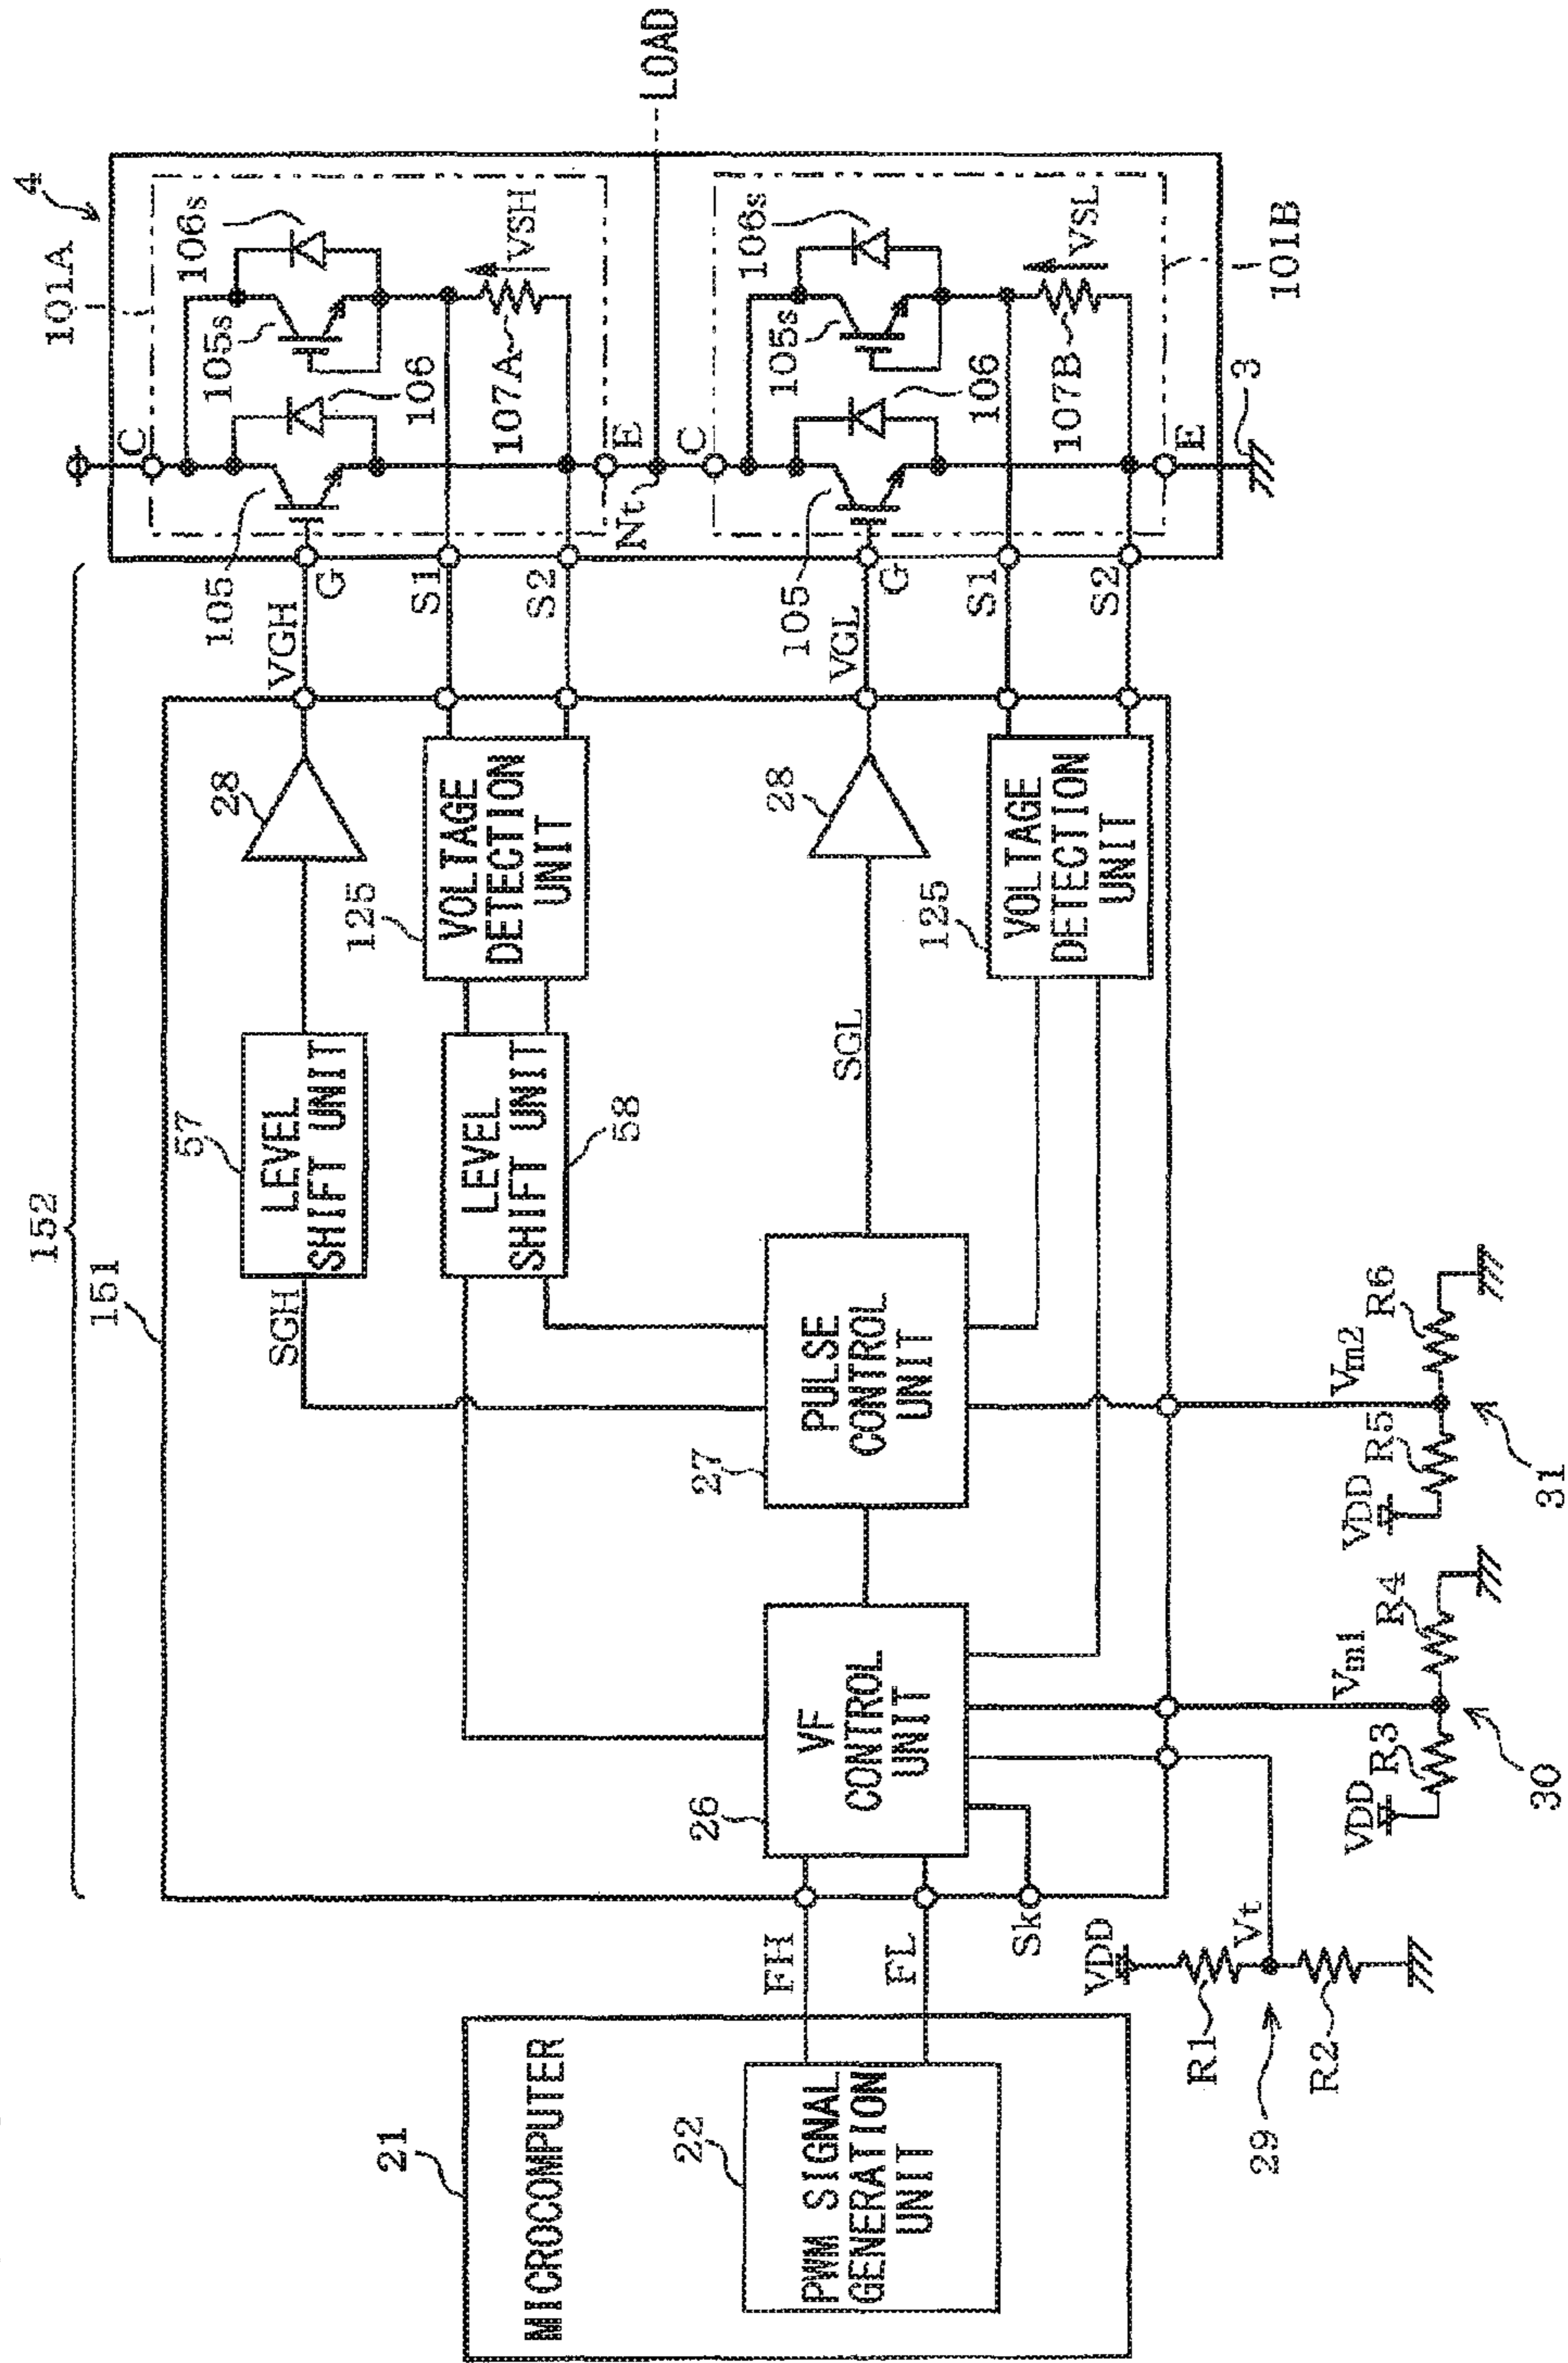 152
151
4
101A
C
105s
106s
105
VGH
G
106
S1
107A
VSH
S2
E
Nt
LOAD
C
105
VGL
G
105s
106s
106
S1
107B
VSL
S2
E
101B
3
57
LEVEL
SHIFT UNIT
SGH
28
58
LEVEL
SHIFT UNIT
125
VOLTAGE
DETECTION
UNIT
28
SGL
125
VOLTAGE
DETECTION
UNIT
27
PULSE
CONTROL
UNIT
26
VF
CONTROL
UNIT
21
MICROCOMPUTER
22
PWM SIGNAL
GENERATION
UNIT
FH
FL
Sk
VDD
R1
Vt
29
R2
VDD
R3
Vm1
R4
30
VDD
R5
Vm2
R6
31